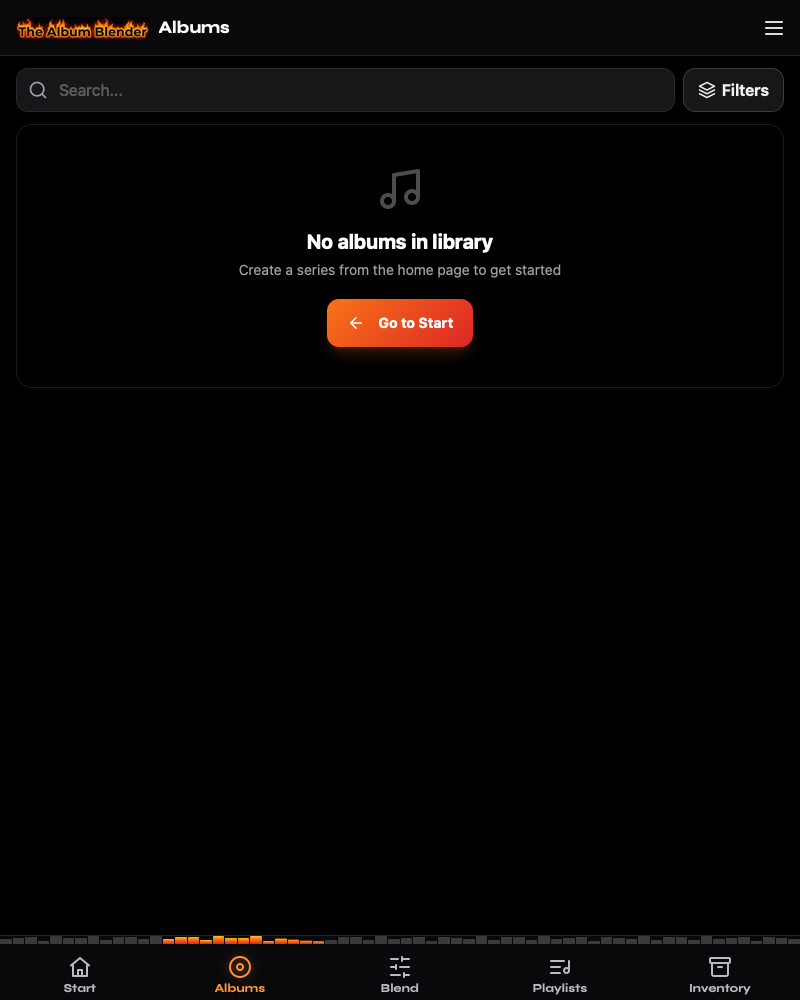 The Album Blender Albums
Search...
Filters
No albums in library
Create a series from the home page to get started
Go to Start
Start
Albums
Blend
Playlists
Inventory